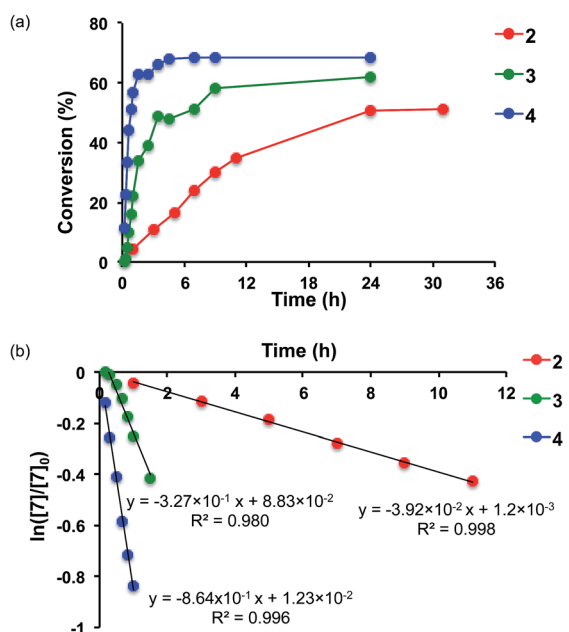 (a)
80
60
40
20
0
Conversion (%)
0 6 12 18 24 30 36
Time (h)
2
3
4
(b)
Time (h)
0 2 4 6 8 10 12
0
-0.2
-0.4
-0.6
-0.8
-1
ln([7]/[7]₀)
2
3
4
y = -3.27×10⁻¹ x + 8.83×10⁻²
R² = 0.980
y = -3.92×10⁻² x + 1.2×10⁻³
R² = 0.998
y = -8.64x10⁻¹ x + 1.23×10⁻²
R² = 0.996